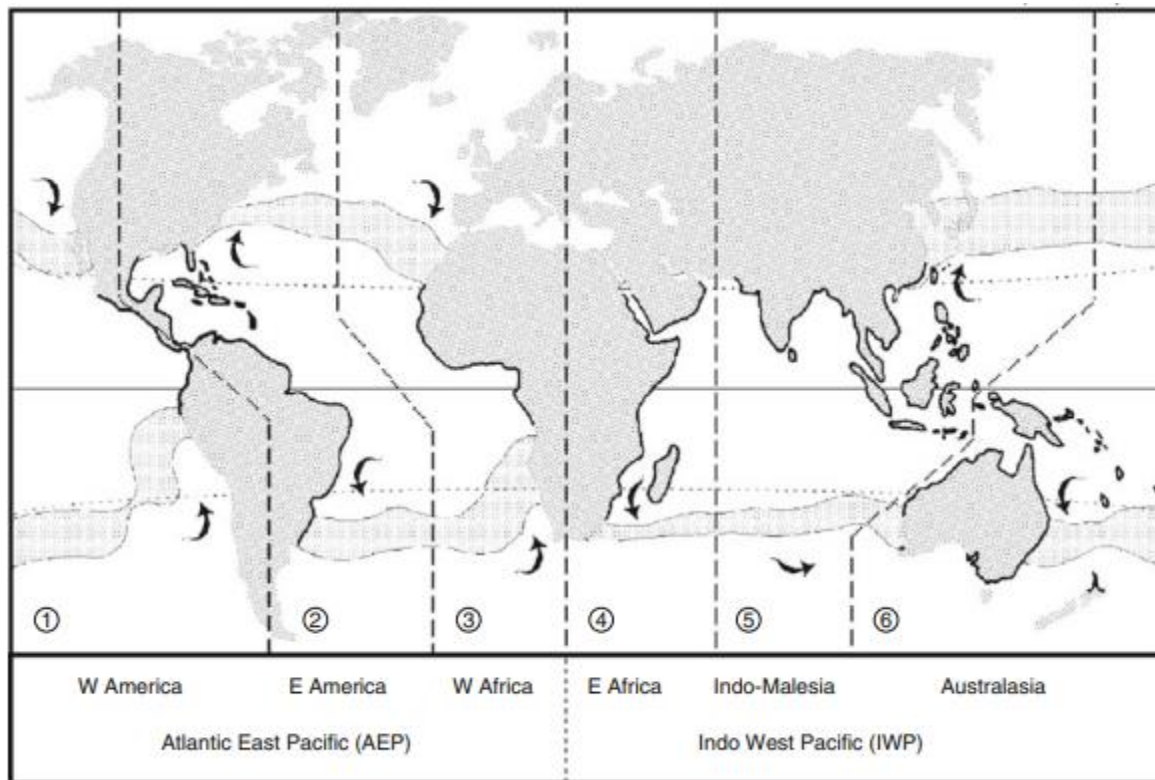 ① ② ③ ④ ⑤ ⑥
W America E America W Africa E Africa Indo-Malesia Australasia
Atlantic East Pacific (AEP) Indo West Pacific (IWP)